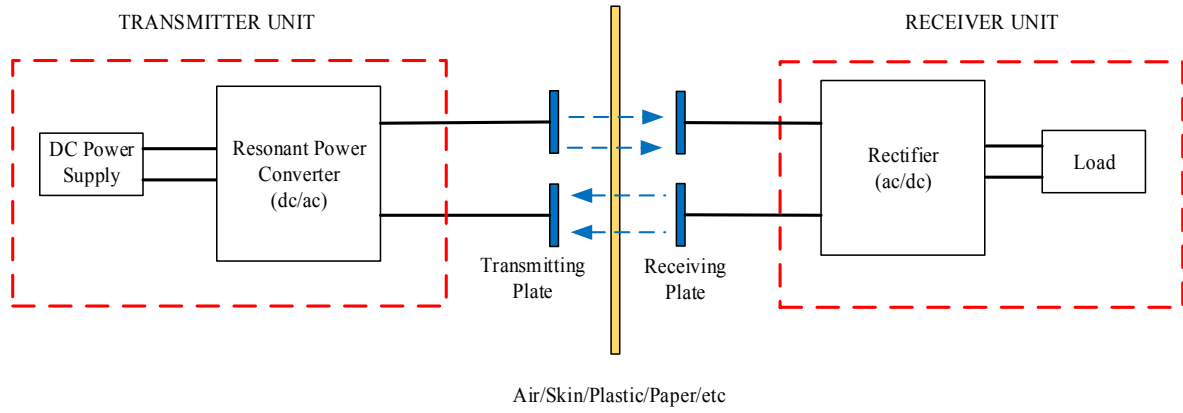 TRANSMITTER UNIT
RECEIVER UNIT
DC Power
Supply
Resonant Power
Converter
(dc/ac)
Rectifier
(ac/dc)
Load
Transmitting
Plate
Receiving
Plate
Air/Skin/Plastic/Paper/etc